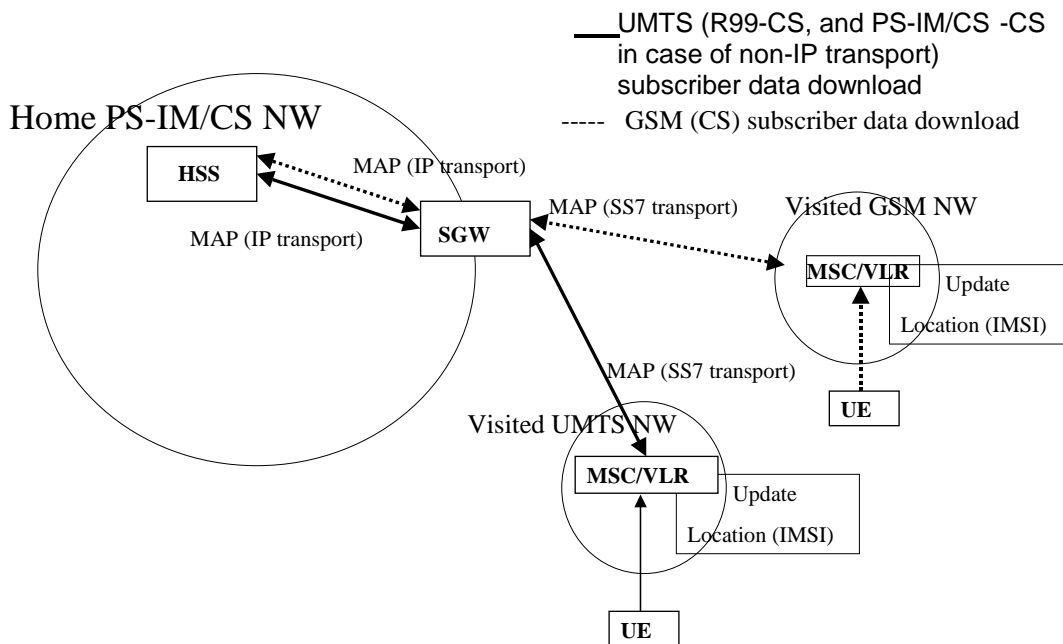 UMTS (R99-CS, and PS-IM/CS -CS
in case of non-IP transport)
subscriber data download
----- GSM (CS) subscriber data download
Home PS-IM/CS NW
HSS
MAP (IP transport)
MAP (IP transport)
SGW
MAP (SS7 transport)
Visited GSM NW
MSC/VLR
Update
Location (IMSI)
UE
MAP (SS7 transport)
Visited UMTS NW
MSC/VLR
Update
Location (IMSI)
UE